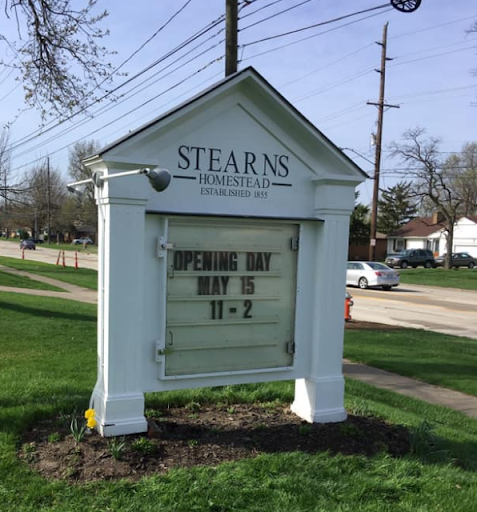 STEARNS
HOMESTEAD
ESTABLISHED 1855
OPENING DAY
MAY 15
11 - 2